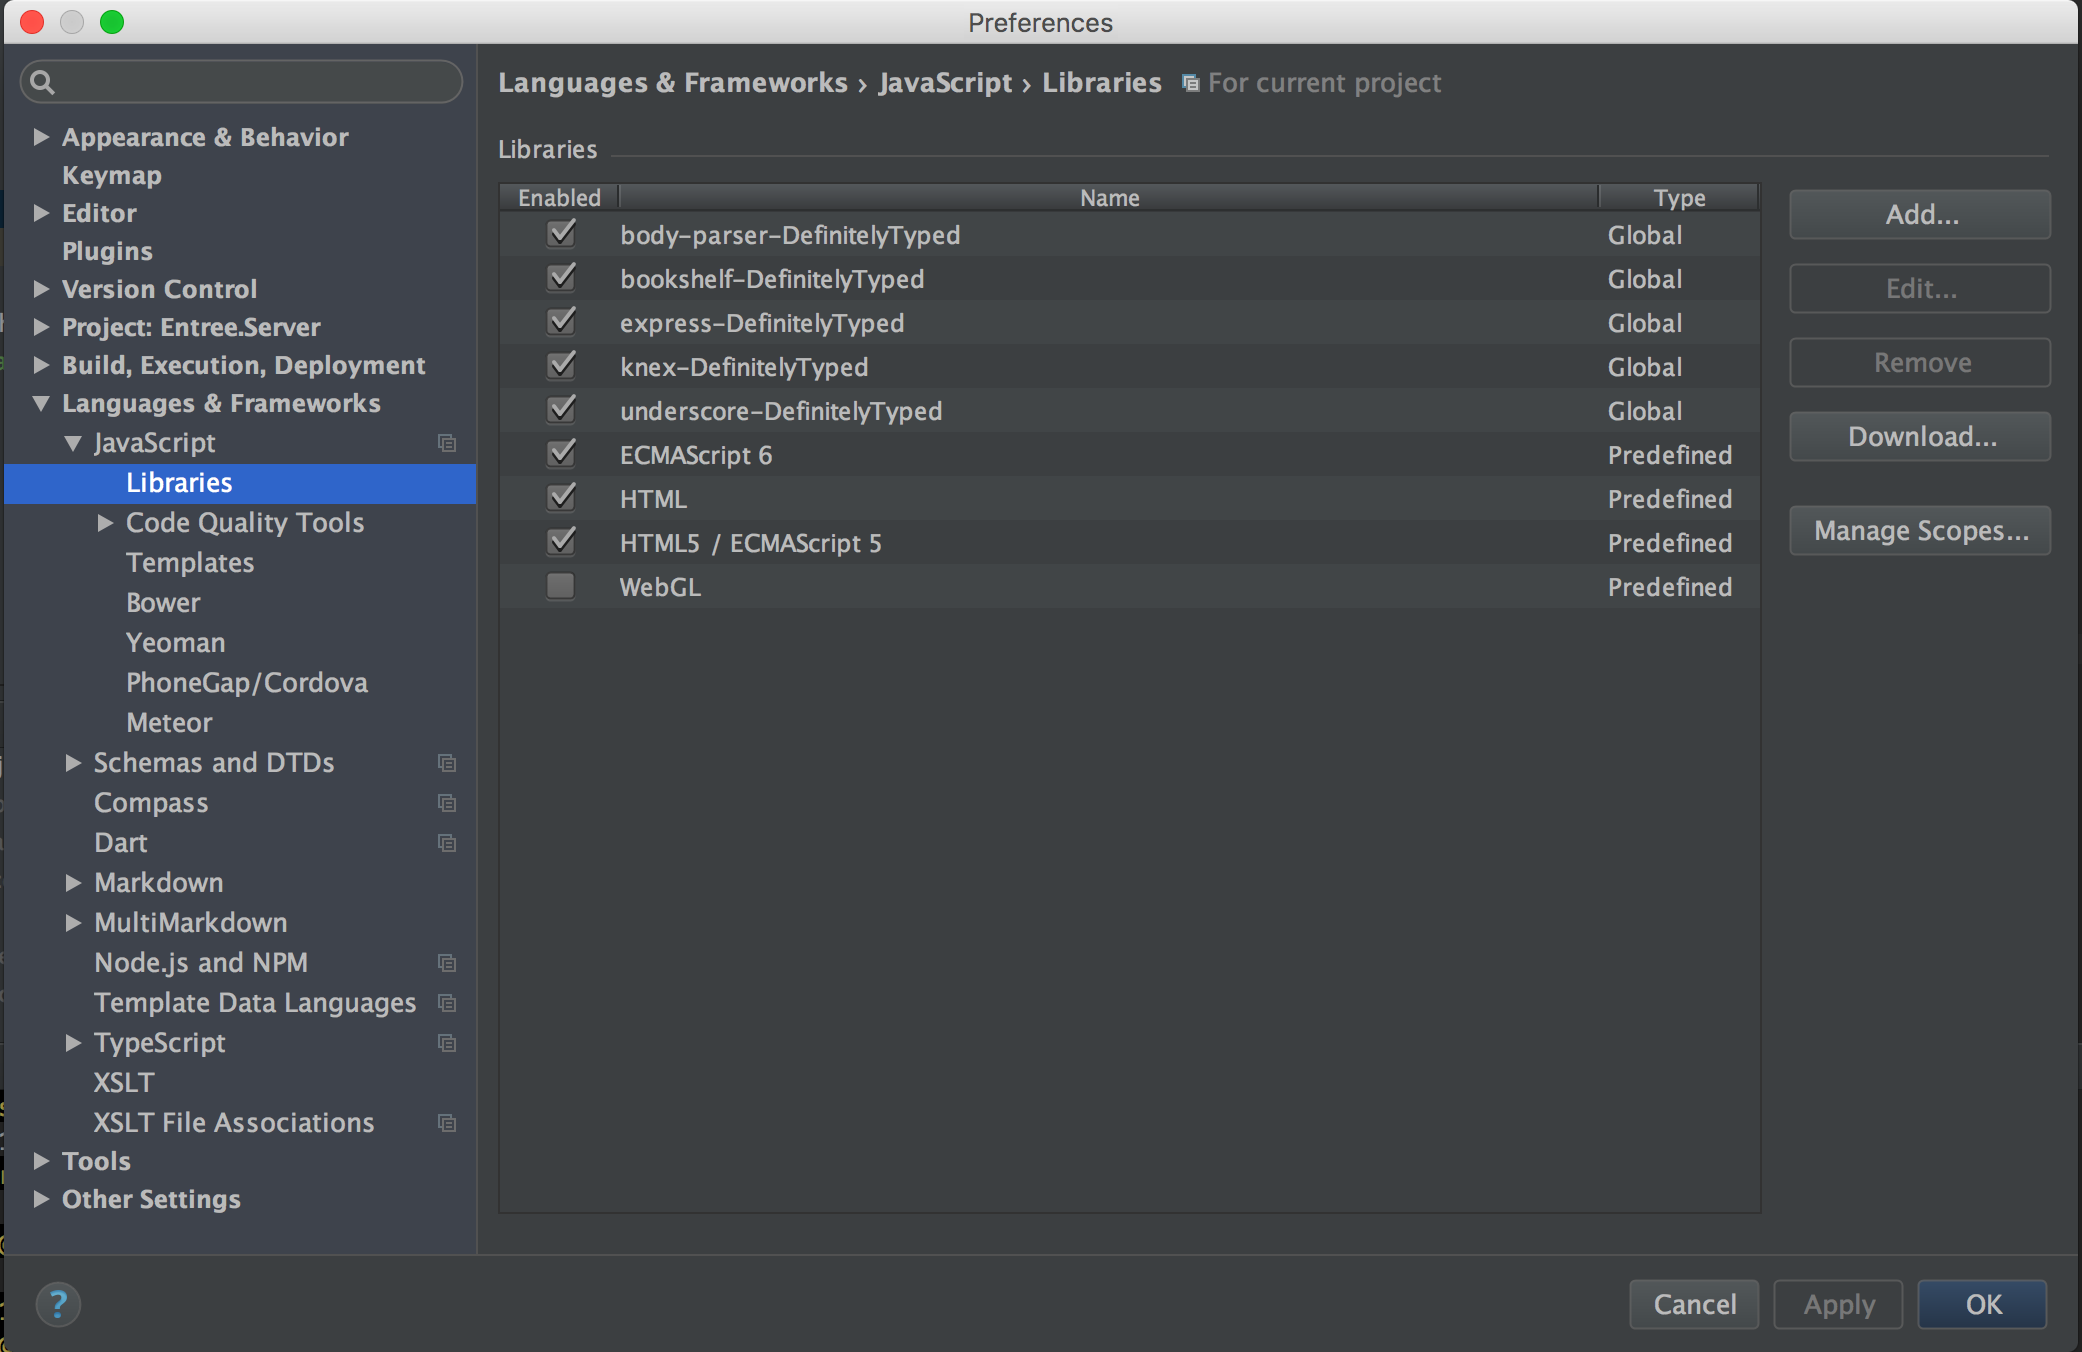 Preferences
Appearance & Behavior
Keymap
Editor
Plugins
Version Control
Project: Entree.Server
Build, Execution, Deployment
Languages & Frameworks
JavaScript
Libraries
Code Quality Tools
Templates
Bower
Yeoman
PhoneGap/Cordova
Meteor
Schemas and DTDs
Compass
Dart
Markdown
MultiMarkdown
Node.js and NPM
Template Data Languages
TypeScript
XSLT
XSLT File Associations
Tools
Other Settings
Languages & Frameworks › JavaScript › Libraries For current project
Libraries
Enabled Name Type
body-parser-DefinitelyTyped Global
bookshelf-DefinitelyTyped Global
express-DefinitelyTyped Global
knex-DefinitelyTyped Global
underscore-DefinitelyTyped Global
ECMAScript 6 Predefined
HTML Predefined
HTML5 / ECMAScript 5 Predefined
WebGL Predefined
Add...
Edit...
Remove
Download...
Manage Scopes...
?
Cancel Apply OK